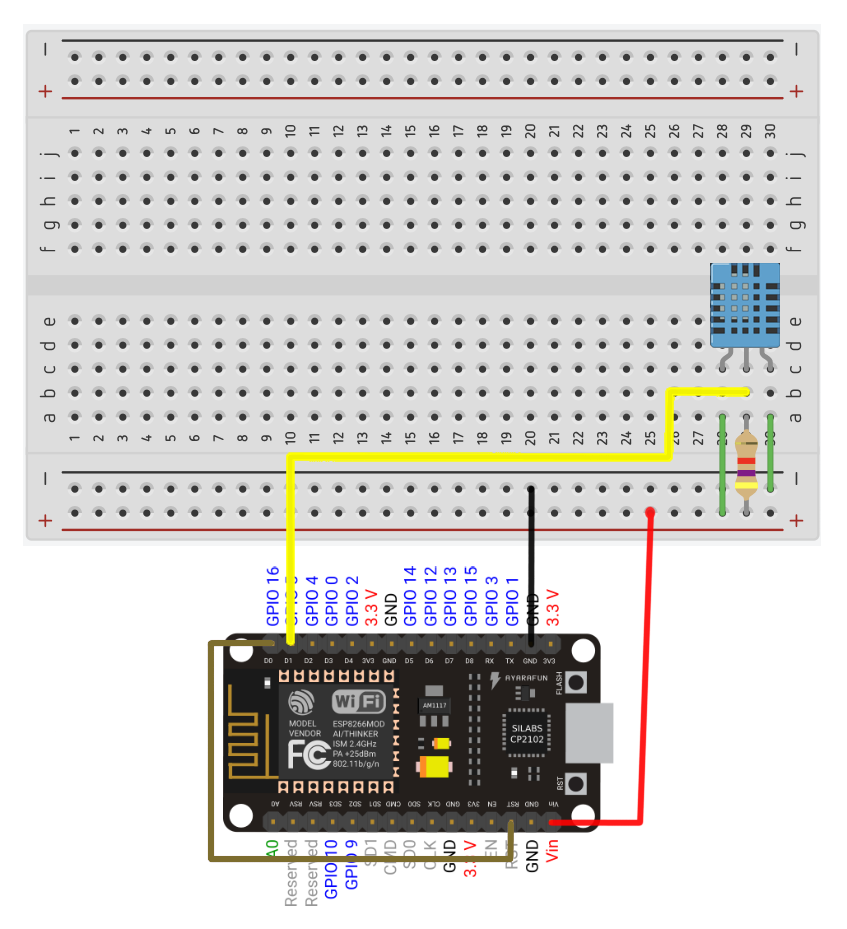 − −
+ +
1 2 3 4 5 6 7 8 9 10 11 12 13 14 15 16 17 18 19 20 21 22 23 24 25 26 27 28 29 30
j j
i i
h h
g g
f f
e e
d d
c c
b b
a a
1 2 3 4 5 6 7 8 9 10 11 12 13 14 15 16 17 18 19 20 21 22 23 24 25 26 27
− −
+ +
GPIO 16 GPIO 4 GPIO 0 GPIO 2 3.3 V GND GPIO 14 GPIO 12 GPIO 13 GPIO 15 GPIO 3 GPIO 1 GND 3.3 V
D0 D1 D2 D3 D4 3V3 GND D5 D6 D7 D8 RX TX GND 3V3
AYARAFUN
FLASH
WiFi
AM1117
MODEL
VENDOR
FC
ESP8266MOD
AI/THINKER
ISM 2.4GHz
PA +25dBm
802.11b/g/n
SILABS
CP2102
RST
A0 RSV RSV SD3 SD2 SD1 CMD SD0 CLK GND 3V3 EN RST GND Vin
A0 Reserved Reserved GPIO 10 GPIO 9 SD1 CMD SD0 CLK GND 3.3 V EN RST GND Vin